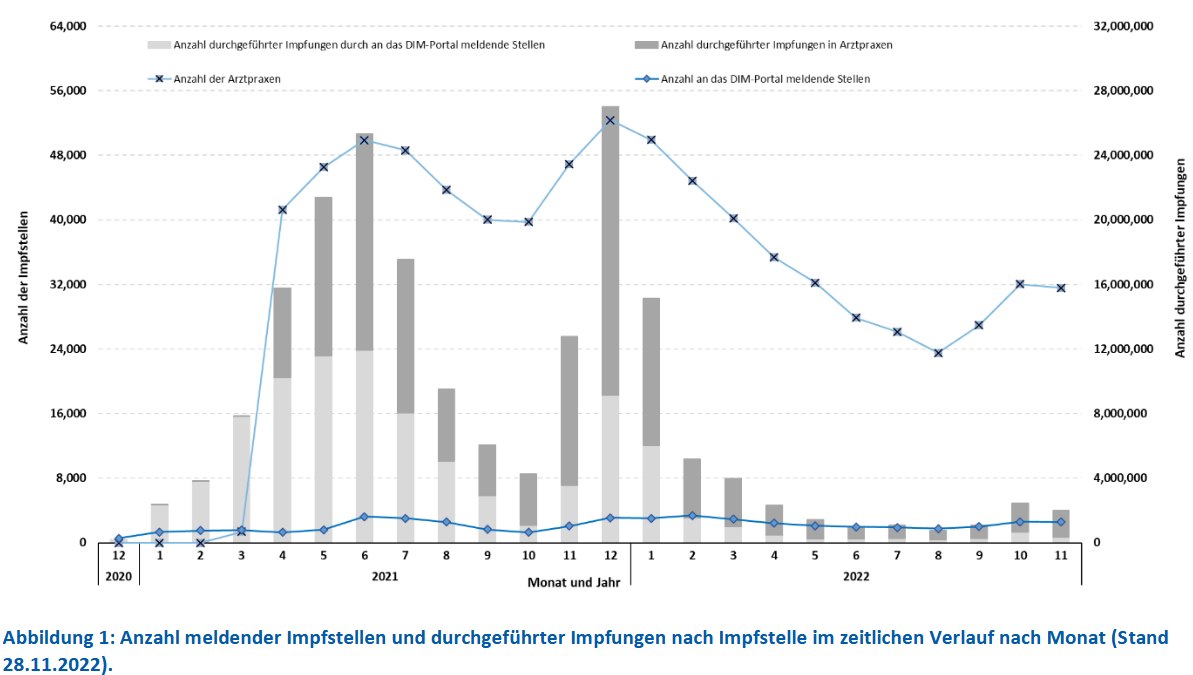 64,000
32,000,000
Anzahl durchgeführter Impfungen durch an das DIM-Portal meldende Stellen
Anzahl durchgeführter Impfungen in Arztpraxen
Anzahl der Arztpraxen
Anzahl an das DIM-Portal meldende Stellen
56,000
28,000,000
48,000
24,000,000
40,000
20,000,000
32,000
16,000,000
24,000
12,000,000
16,000
8,000,000
8,000
4,000,000
0
0
Anzahl der Impfstellen
Anzahl durchgeführter Impfungen
12 1 2 3 4 5 6 7 8 9 10 11 12 1 2 3 4 5 6 7 8 9 10 11
2020 2021 2022
Monat und Jahr
Abbildung 1: Anzahl meldender Impfstellen und durchgeführter Impfungen nach Impfstelle im zeitlichen Verlauf nach Monat (Stand
28.11.2022).